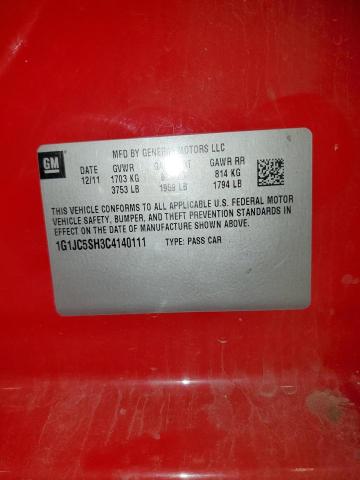 GM
MFD BY GENERAL MOTORS LLC
DATE GVWR GAWR RR
12/11 1703 KG 814 KG
3753 LB 1959 LB 1794 LB
THIS VEHICLE CONFORMS TO ALL APPLICABLE U.S. FEDERAL MOTOR
VEHICLE SAFETY, BUMPER, AND THEFT PREVENTION STANDARDS IN
EFFECT ON THE DATE OF MANUFACTURE SHOWN ABOVE.
1G1JC5SH3C4140111 TYPE: PASS CAR